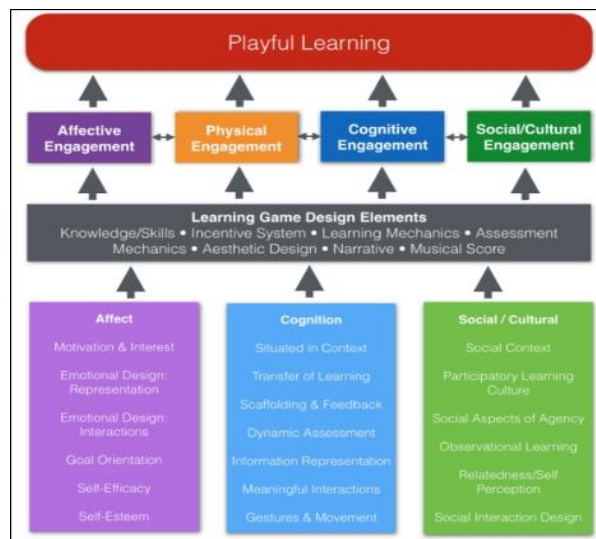 Playful Learning
Affective
Engagement
Physical
Engagement
Cognitive
Engagement
Social/Cultural
Engagement
Learning Game Design Elements
Knowledge/Skills • Incentive System • Learning Mechanics • Assessment
Mechanics • Aesthetic Design • Narrative • Musical Score
Affect
Motivation & Interest
Emotional Design:
Representation
Emotional Design:
Interactions
Goal Orientation
Self-Efficacy
Self-Esteem
Cognition
Situated in Context
Transfer of Learning
Scaffolding & Feedback
Dynamic Assessment
Information Representation
Meaningful Interactions
Gestures & Movement
Social / Cultural
Social Context
Participatory Learning
Culture
Social Aspects of Agency
Observational Learning
Relatedness/Self
Perception
Social Interaction Design